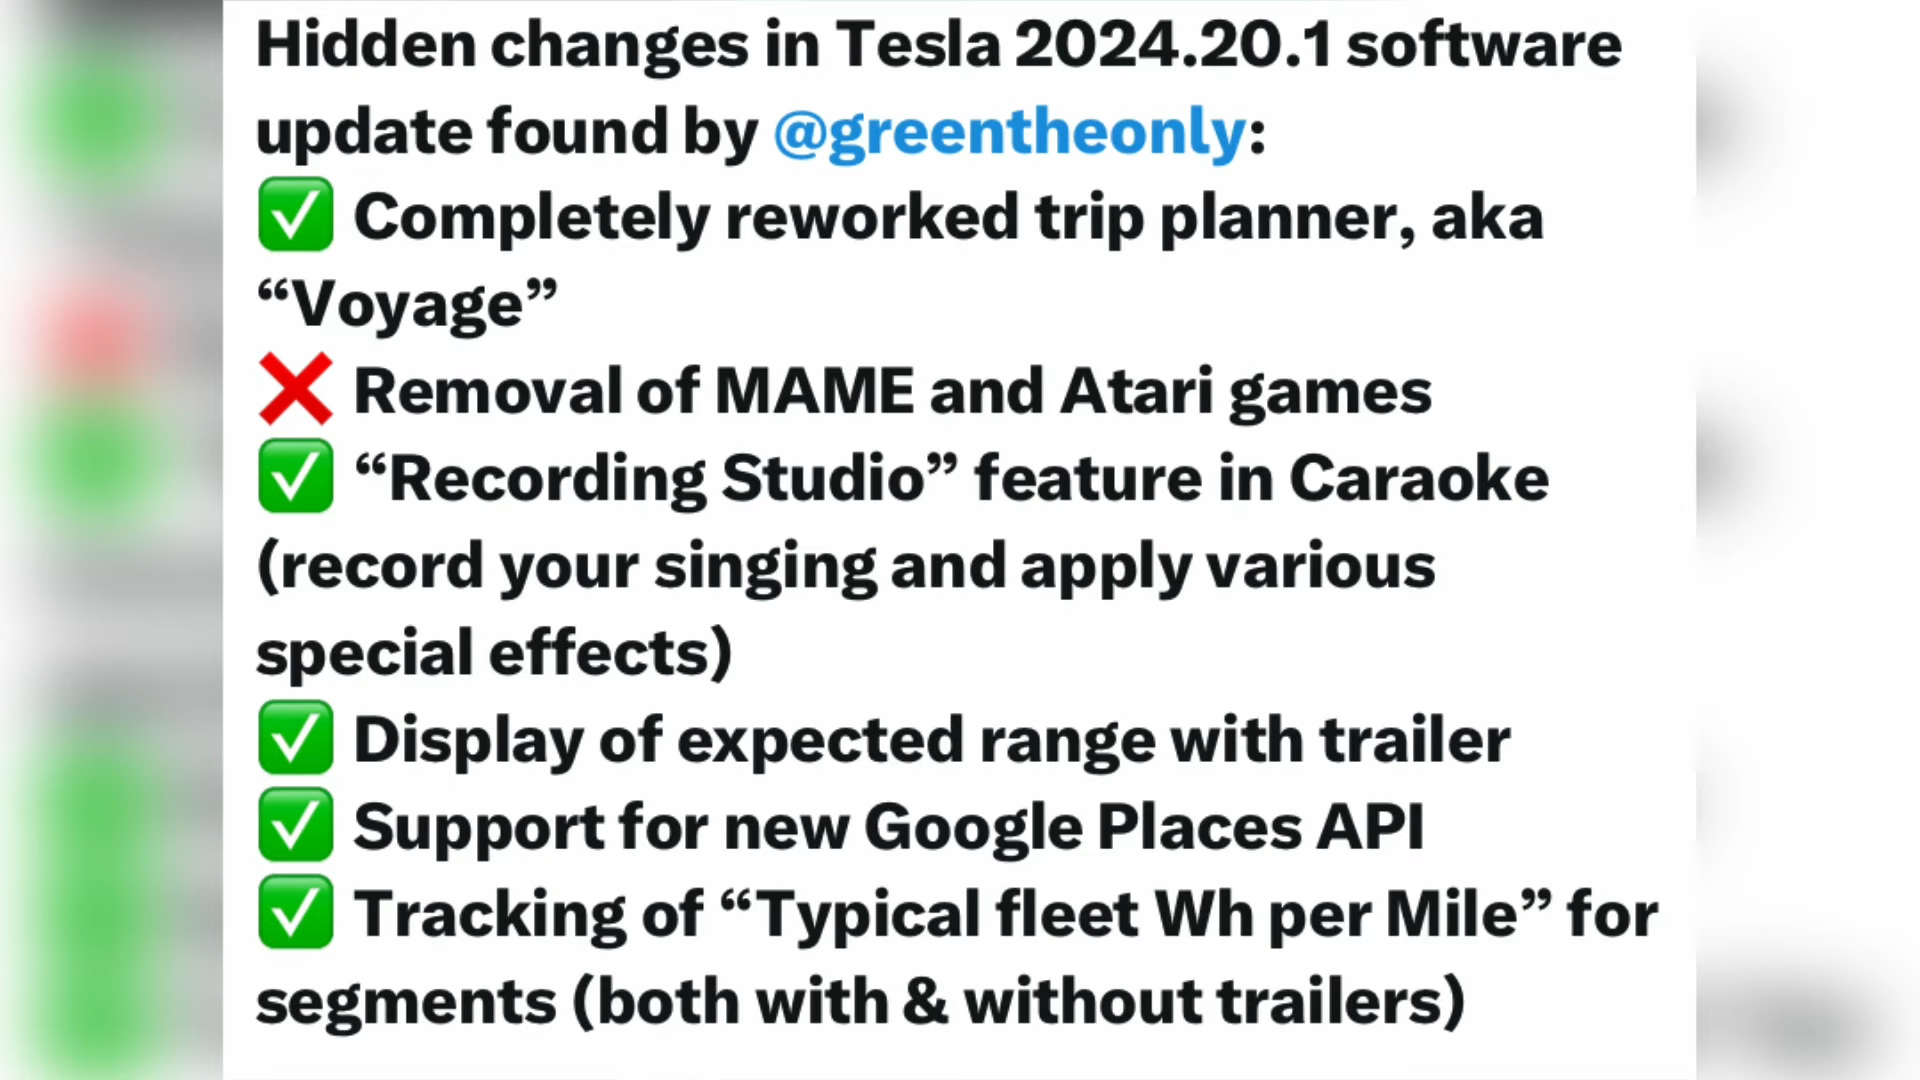 Hidden changes in Tesla 2024.20.1 software
update found by @greentheonly:
✅ Completely reworked trip planner, aka
“Voyage”
❌ Removal of MAME and Atari games
✅ “Recording Studio” feature in Caraoke
(record your singing and apply various
special effects)
✅ Display of expected range with trailer
✅ Support for new Google Places API
✅ Tracking of “Typical fleet Wh per Mile” for
segments (both with & without trailers)